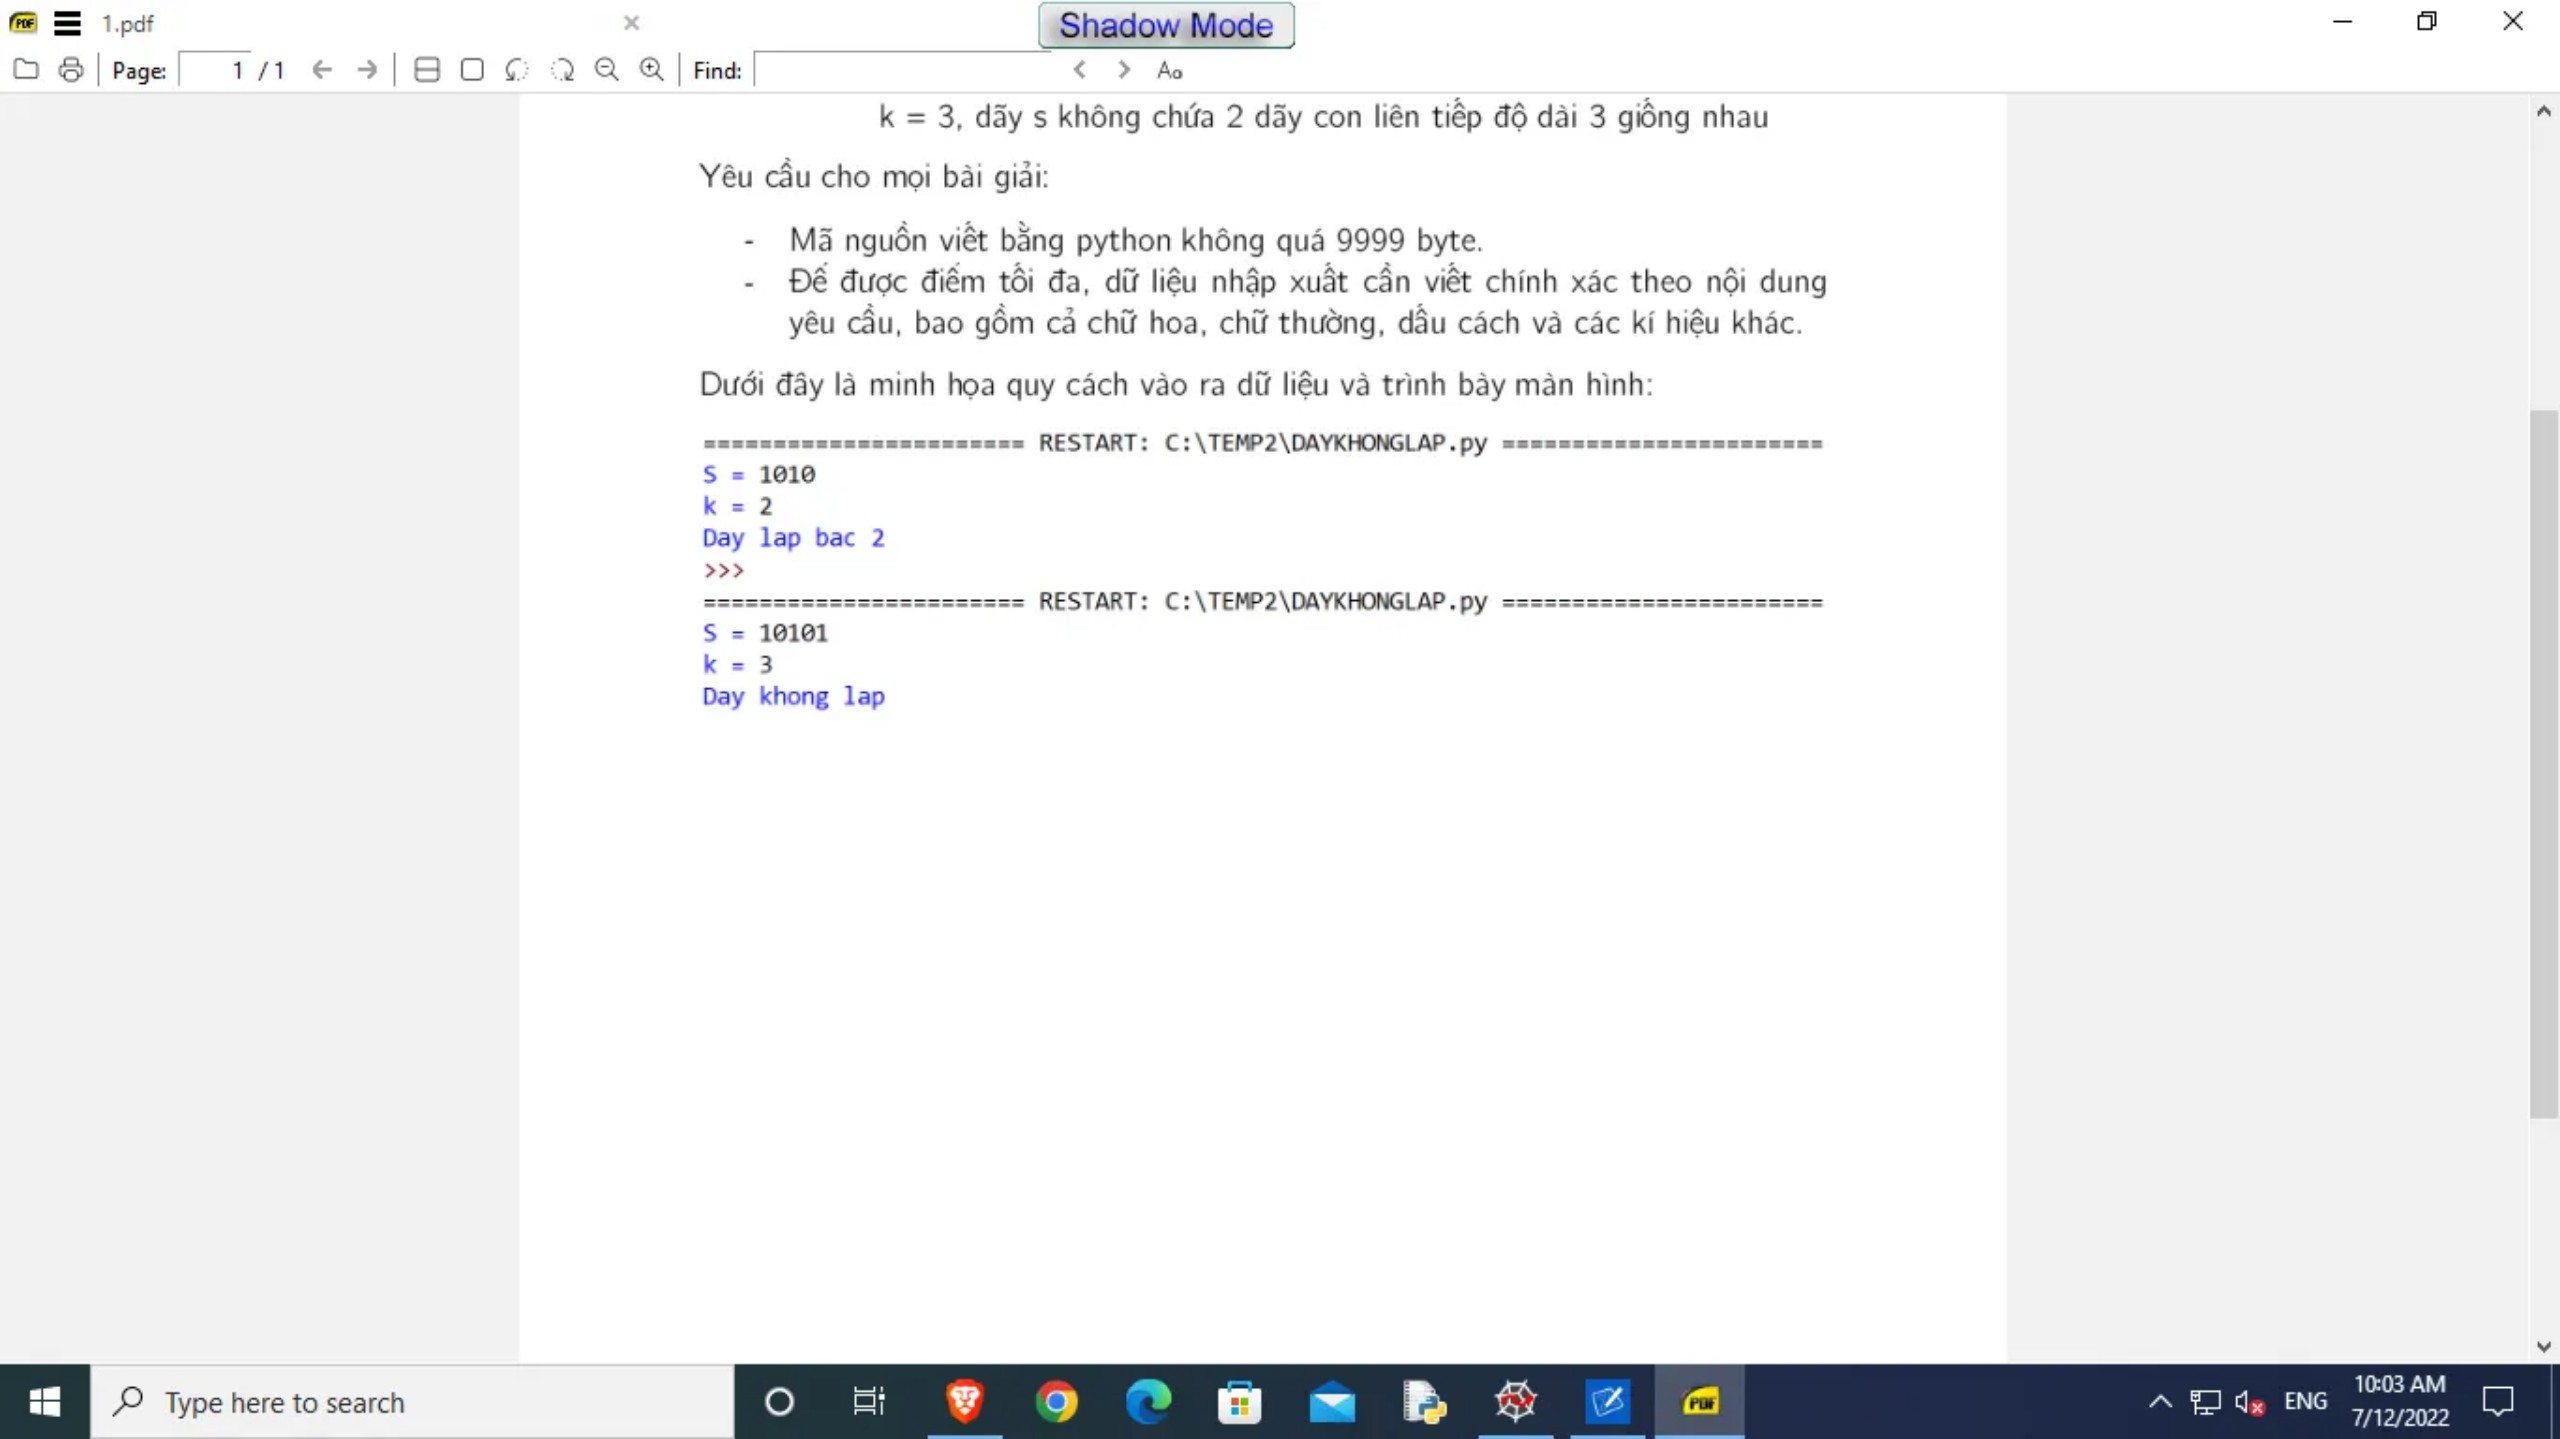 1.pdf
Shadow Mode
Page: 1 / 1 Find:
k = 3, dãy s không chứa 2 dãy con liên tiếp độ dài 3 giống nhau
Yêu cầu cho mọi bài giải:
- Mã nguồn viết bằng python không quá 9999 byte.
- Để được điểm tối đa, dữ liệu nhập xuất cần viết chính xác theo nội dung
yêu cầu, bao gồm cả chữ hoa, chữ thường, dấu cách và các kí hiệu khác.
Dưới đây là minh họa quy cách vào ra dữ liệu và trình bày màn hình:
======================= RESTART: C:\TEMP2\DAYKHONGLAP.py =======================
S = 1010
k = 2
Day lap bac 2
>>>
======================= RESTART: C:\TEMP2\DAYKHONGLAP.py =======================
S = 10101
k = 3
Day khong lap
Type here to search
PDF
ENG
10:03 AM
7/12/2022